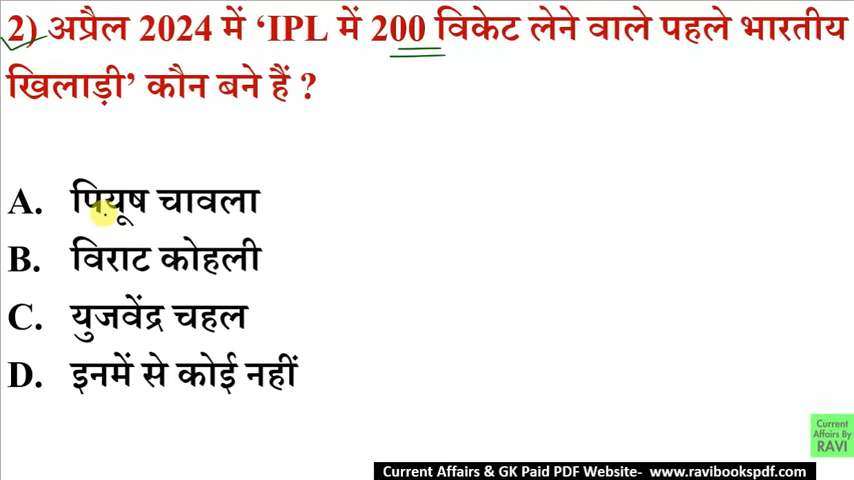 2) अप्रैल 2024 में ‘IPL में 200 विकेट लेने वाले पहले भारतीय
खिलाड़ी’ कौन बने हैं ?
A. पियूष चावला
B. विराट कोहली
C. युजवेंद्र चहल
D. इनमें से कोई नहीं
Current
Affairs By
RAVI
Current Affairs & GK Paid PDF Website- www.ravibookspdf.com